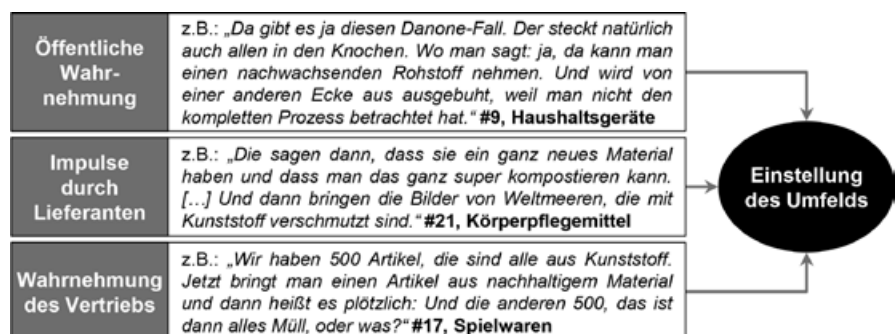 Öffentliche
Wahr-
nehmung
z.B.: „Da gibt es ja diesen Danone-Fall. Der steckt natürlich
auch allen in den Knochen. Wo man sagt: ja, da kann man
einen nachwachsenden Rohstoff nehmen. Und wird von
einer anderen Ecke aus ausgebuht, weil man nicht den
kompletten Prozess betrachtet hat.“ #9, Haushaltsgeräte
Impulse
durch
Lieferanten
z.B.: „Die sagen dann, dass sie ein ganz neues Material
haben und dass man das ganz super kompostieren kann.
[...] Und dann bringen die Bilder von Weltmeeren, die mit
Kunststoff verschmutzt sind.“ #21, Körperpflegemittel
Wahrnehmung
des Vertriebs
z.B.: „Wir haben 500 Artikel, die sind alle aus Kunststoff.
Jetzt bringt man einen Artikel aus nachhaltigem Material
und dann heißt es plötzlich: Und die anderen 500, das ist
dann alles Müll, oder was?“ #17, Spielwaren
Einstellung
des Umfelds